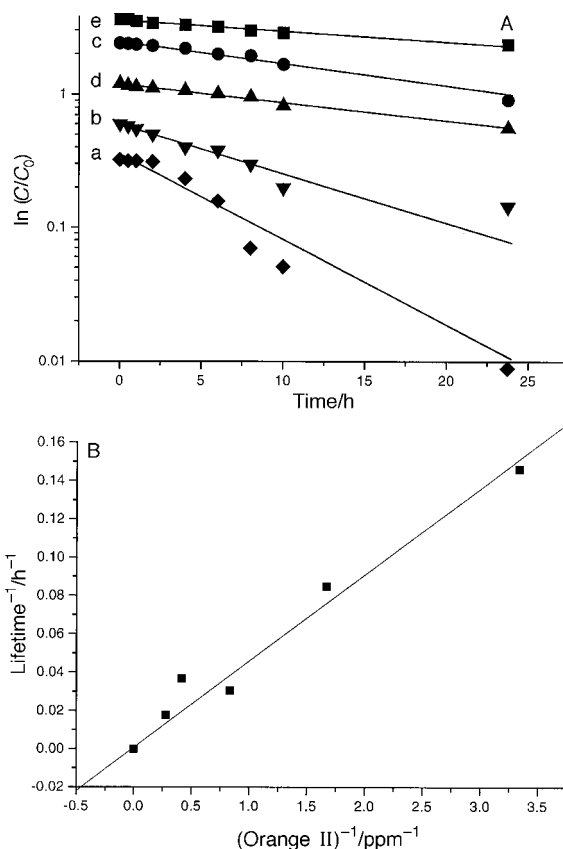 A
e
c
d
b
a
ln (C/C₀)
1
0.1
0.01
0 5 10 15 20 25
Time/h
B
0.16
0.14
0.12
0.10
0.08
0.06
0.04
0.02
0.00
-0.02
Lifetime⁻¹/h⁻¹
-0.5 0.0 0.5 1.0 1.5 2.0 2.5 3.0 3.5
(Orange II)⁻¹/ppm⁻¹